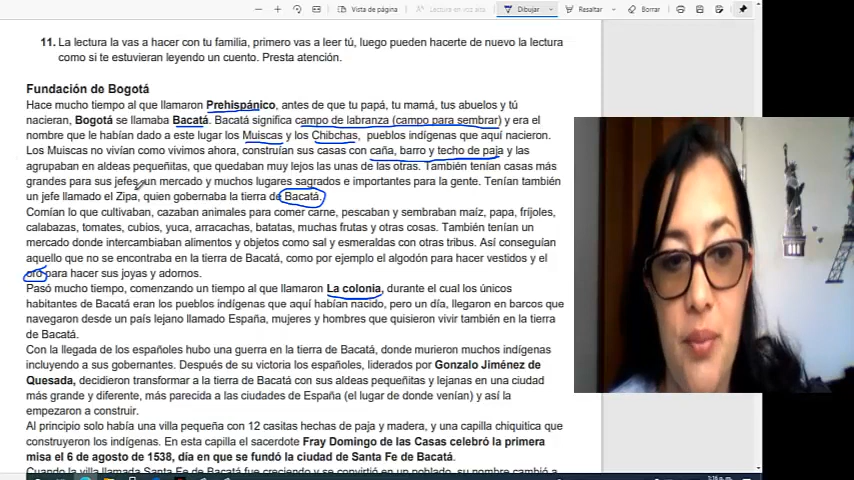 Vista de página
Lectura en voz alta
Dibujar
Resaltar
Borrar
11. La lectura la vas a hacer con tu familia, primero vas a leer tú, luego pueden hacerte de nuevo la lectura
como si te estuvieran leyendo un cuento. Presta atención.
Fundación de Bogotá
Hace mucho tiempo al que llamaron Prehispánico, antes de que tu papá, tu mamá, tus abuelos y tú
nacieran, Bogotá se llamaba Bacatá. Bacatá significa campo de labranza (campo para sembrar) y era el
nombre que le habían dado a este lugar los Muiscas y los Chibchas, pueblos indígenas que aquí nacieron.
Los Muiscas no vivían como vivimos ahora, construían sus casas con caña, barro y techo de paja y las
agrupaban en aldeas pequeñitas, que quedaban muy lejos las unas de las otras. También tenían casas más
grandes para sus jefes, un mercado y muchos lugares sagrados e importantes para la gente. Tenían también
un jefe llamado el Zipa, quien gobernaba la tierra de Bacatá.
Comían lo que cultivaban, cazaban animales para comer carne, pescaban y sembraban maíz, papa, fríjoles,
calabazas, tomates, cubios, yuca, arracachas, batatas, muchas frutas y otras cosas. También tenían un
mercado donde intercambiaban alimentos y objetos como sal y esmeraldas con otras tribus. Así conseguían
aquello que no se encontraba en la tierra de Bacatá, como por ejemplo el algodón para hacer vestidos y el
oro para hacer sus joyas y adornos.
Pasó mucho tiempo, comenzando un tiempo al que llamaron La colonia, durante el cual los únicos
habitantes de Bacatá eran los pueblos indígenas que aquí habían nacido, pero un día, llegaron en barcos que
navegaron desde un país lejano llamado España, mujeres y hombres que quisieron vivir también en la tierra
de Bacatá.
Con la llegada de los españoles hubo una guerra en la tierra de Bacatá, donde murieron muchos indígenas
incluyendo a sus gobernantes. Después de su victoria los españoles, liderados por Gonzalo Jiménez de
Quesada, decidieron transformar a la tierra de Bacatá con sus aldeas pequeñitas y lejanas en una ciudad
más grande y diferente, más parecida a las ciudades de España (el lugar de donde venían) y así la
empezaron a construir.
Al principio solo había una villa pequeña con 12 casitas hechas de paja y madera, y una capilla chiquitica que
construyeron los indígenas. En esta capilla el sacerdote Fray Domingo de las Casas celebró la primera
misa el 6 de agosto de 1538, día en que se fundó la ciudad de Santa Fe de Bacatá.
Cuando la villa llamada Santa Fe de Bacatá fue creciendo y se convirtió en un poblado, su nombre cambió a